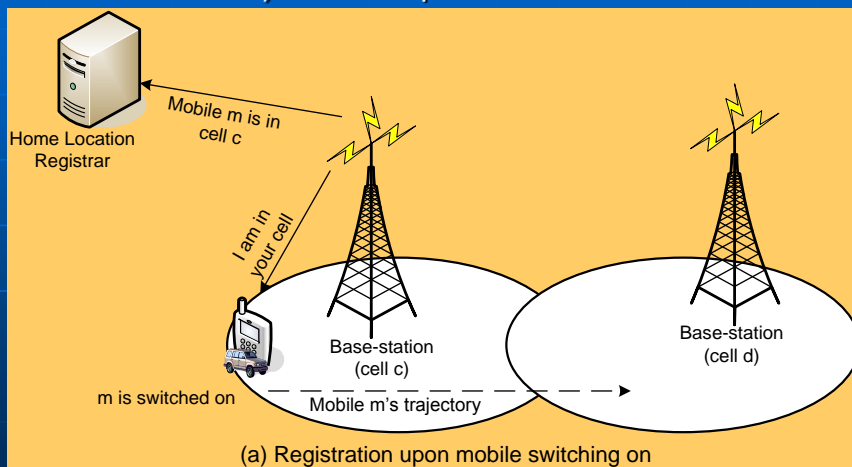 Home Location
Registrar
Mobile m is in
cell c
I am in
your cell
Base-station
(cell c)
Base-station
(cell d)
m is switched on
Mobile m's trajectory
(a) Registration upon mobile switching on